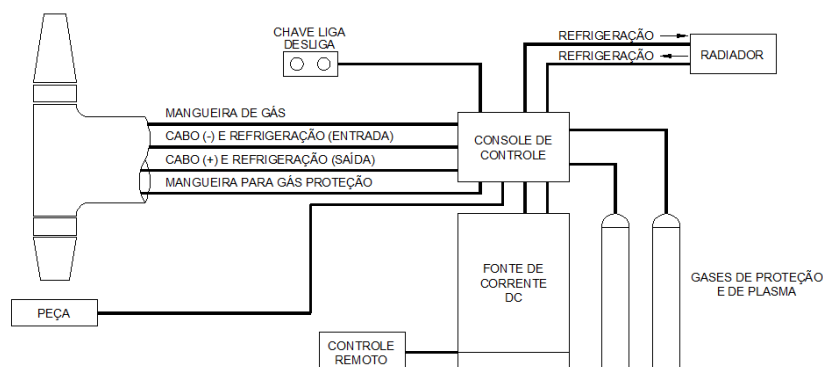 CHAVE LIGA
DESLIGA
REFRIGERAÇÃO
REFRIGERAÇÃO
RADIADOR
MANGUEIRA DE GÁS
CABO (-) E REFRIGERAÇÃO (ENTRADA)
CABO (+) E REFRIGERAÇÃO (SAÍDA)
MANGUEIRA PARA GÁS PROTEÇÃO
CONSOLE DE
CONTROLE
FONTE DE
CORRENTE
DC
GASES DE PROTEÇÃO
E DE PLASMA
PEÇA
CONTROLE
REMOTO